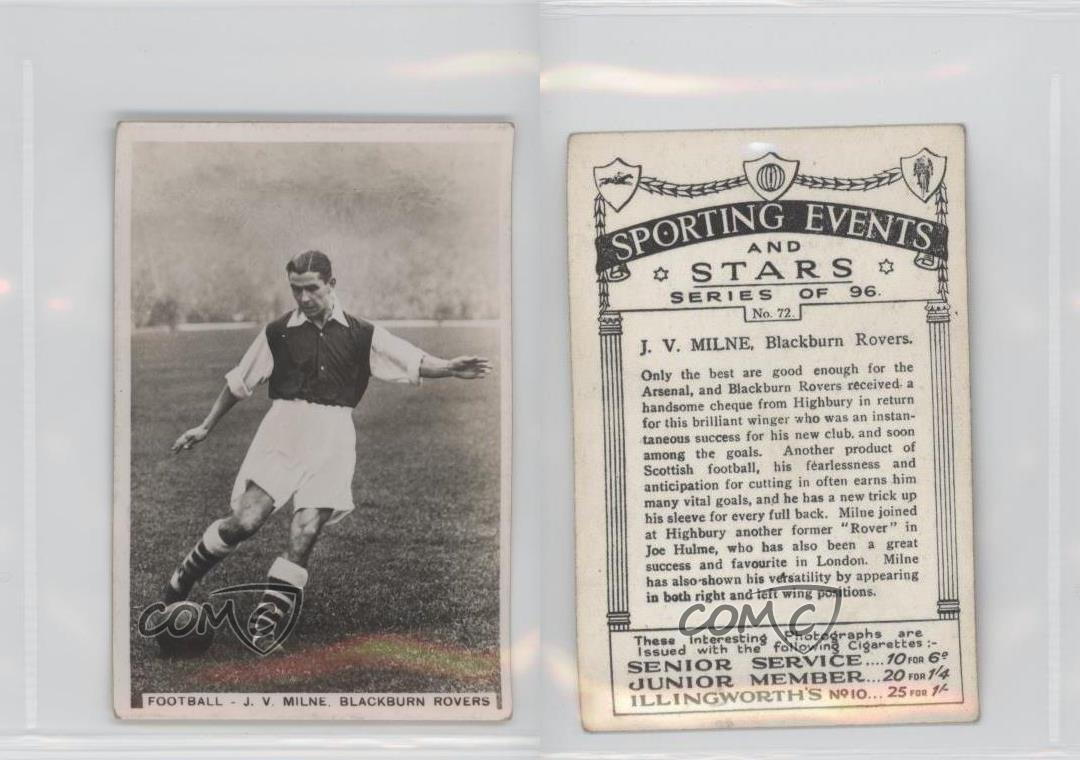 COMC
FOOTBALL - J. V. MILNE, BLACKBURN ROVERS
SPORTING EVENTS
AND
STARS
SERIES OF 96.
No. 72.
J. V. MILNE, Blackburn Rovers.
Only the best are good enough for the
Arsenal, and Blackburn Rovers received a
handsome cheque from Highbury in return
for this brilliant winger who was an instan-
taneous success for his new club, and soon
among the goals. Another product of
Scottish football, his fearlessness and
anticipation for cutting in often earns him
many vital goals, and he has a new trick up
his sleeve for every full back. Milne joined
at Highbury another former "Rover" in
Joe Hulme, who has also been a great
success and favourite in London. Milne
has also shown his versatility by appearing
in both right and left wing positions.
COMC
These Interesting Photographs are
Issued with the following Cigarettes:-
SENIOR SERVICE....10 FOR 6D
JUNIOR MEMBER...20 FOR 1/4
ILLINGWORTH'S No10...25 FOR 1/-